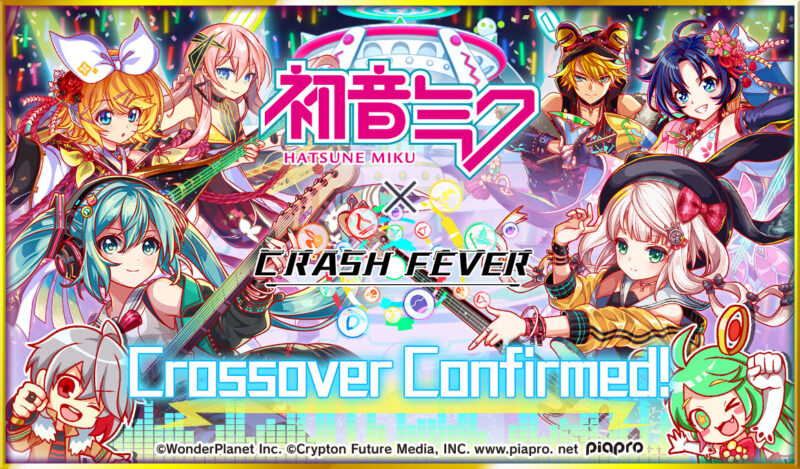 初音ミク
HATSUNE MIKU
×
CRASH FEVER
Crossover Confirmed!
©WonderPlanet Inc. ©Crypton Future Media, INC. www.piapro. net piapro